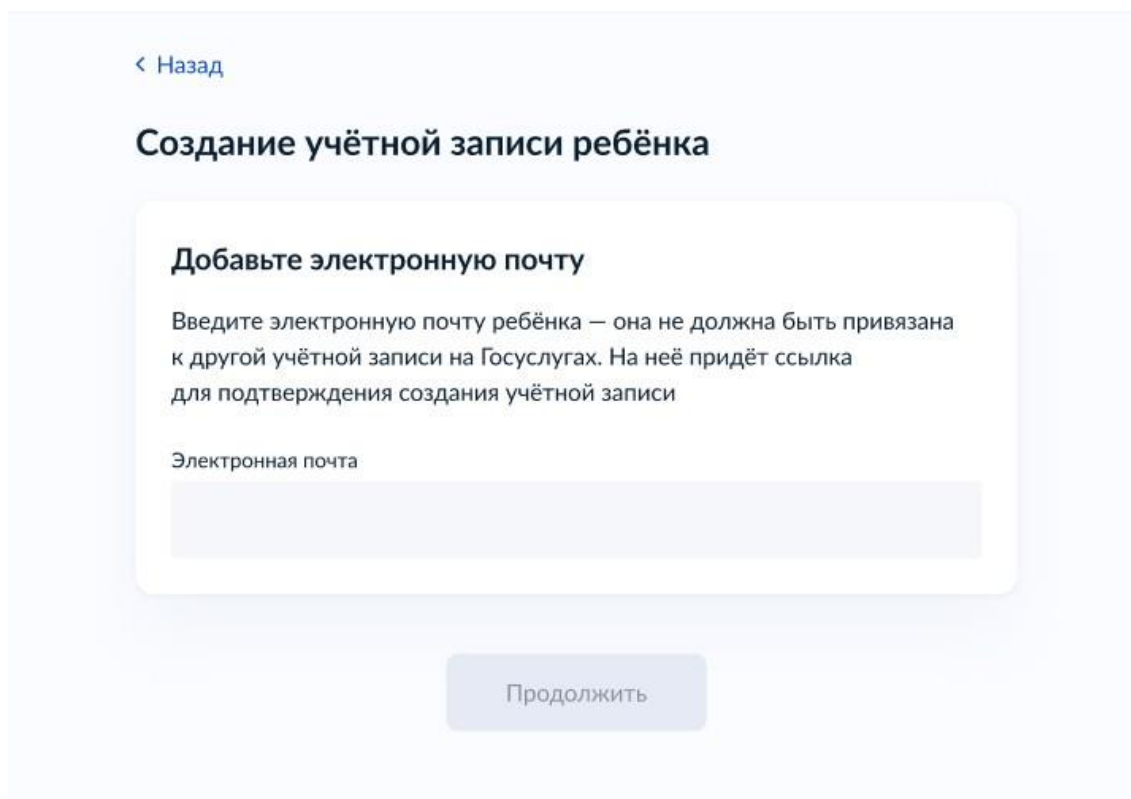 Назад
Создание учётной записи ребёнка
Добавьте электронную почту
Введите электронную почту ребёнка — она не должна быть привязана
к другой учётной записи на Госуслугах. На неё придёт ссылка
для подтверждения создания учётной записи
Электронная почта
Продолжить